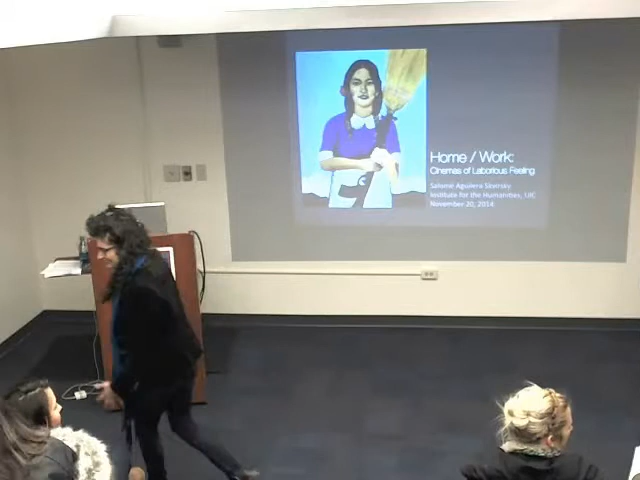 Home / Work:
Cinemas of Laborious Feeling
Salomé Aguilera Skvirsky
Institute for the Humanities, UIC
November 20, 2014